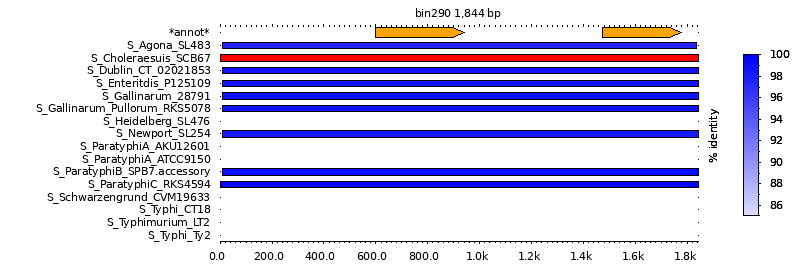 bin290 1,844 bp
*annot*
S_Agona_SL483
S_Choleraesuis_SCB67
S_Dublin_CT_02021853
S_Enteritdis_P125109
S_Gallinarum_28791
S_Gallinarum_Pullorum_RKS5078
S_Heidelberg_SL476
S_Newport_SL254
S_ParatyphiA_AKU12601
S_ParatyphiA_ATCC9150
S_ParatyphiB_SPB7.accessory
S_ParatyphiC_RKS4594
S_Schwarzengrund_CVM19633
S_Typhi_CT18
S_Typhimurium_LT2
S_Typhi_Ty2
0.0 200.0 400.0 600.0 800.0 1.0k 1.2k 1.4k 1.6k 1.8k
% identity
100
98
96
94
92
90
88
86